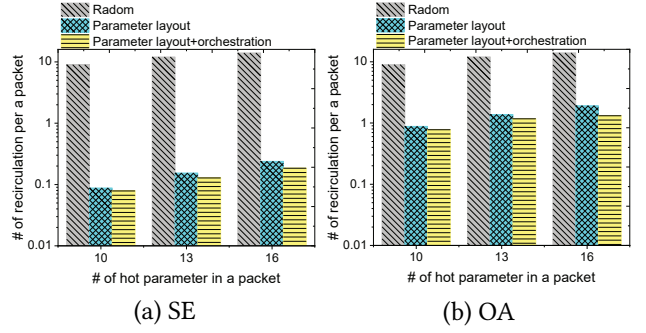 Radom
Parameter layout
Parameter layout+orchestration
# of recirculation per a packet
10
1
0.1
0.01
10 13 16
# of hot parameter in a packet
(a) SE
Radom
Parameter layout
Parameter layout+orchestration
# of recirculation per a packet
10
1
0.1
0.01
10 13 16
# of hot parameter in a packet
(b) OA